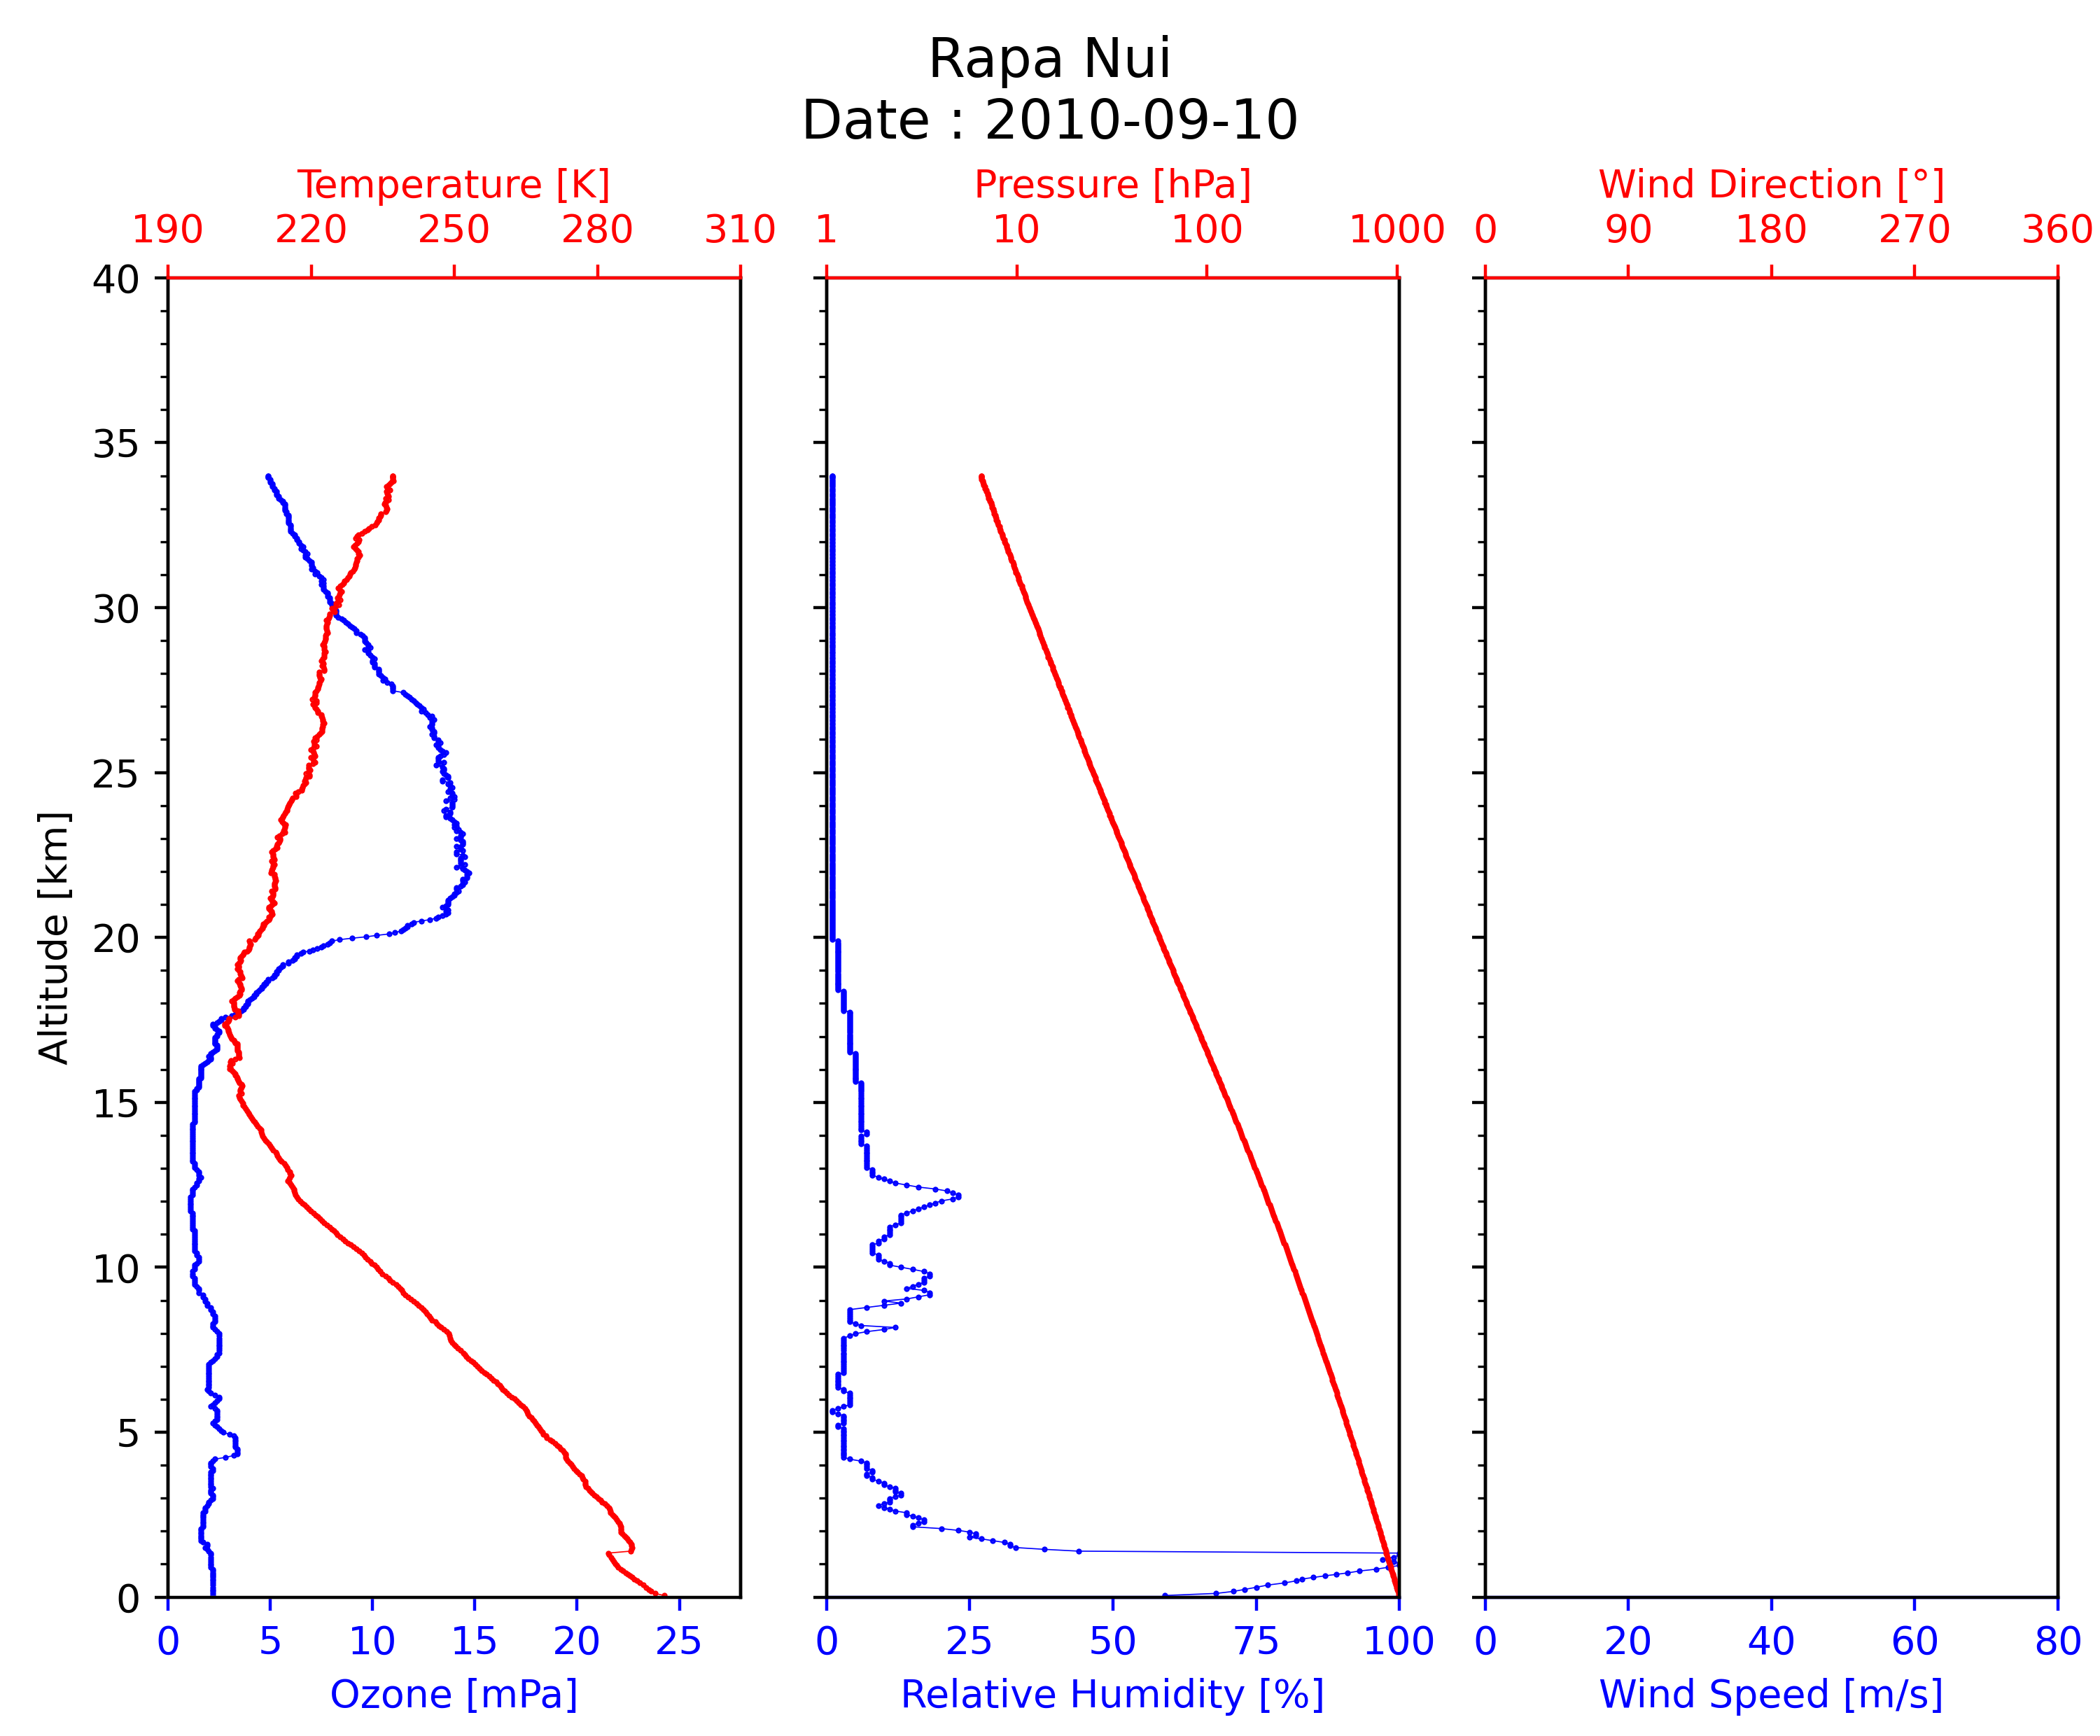 Rapa Nui
Date : 2010-09-10
Temperature [K]
Pressure [hPa]
Wind Direction [°]
190 220 250 280 310
1 10 100 1000
0 90 180 270 360
40
35
30
25
20
15
10
5
0
Altitude [km]
0 5 10 15 20 25
0 25 50 75 100
0 20 40 60 80
Ozone [mPa]
Relative Humidity [%]
Wind Speed [m/s]